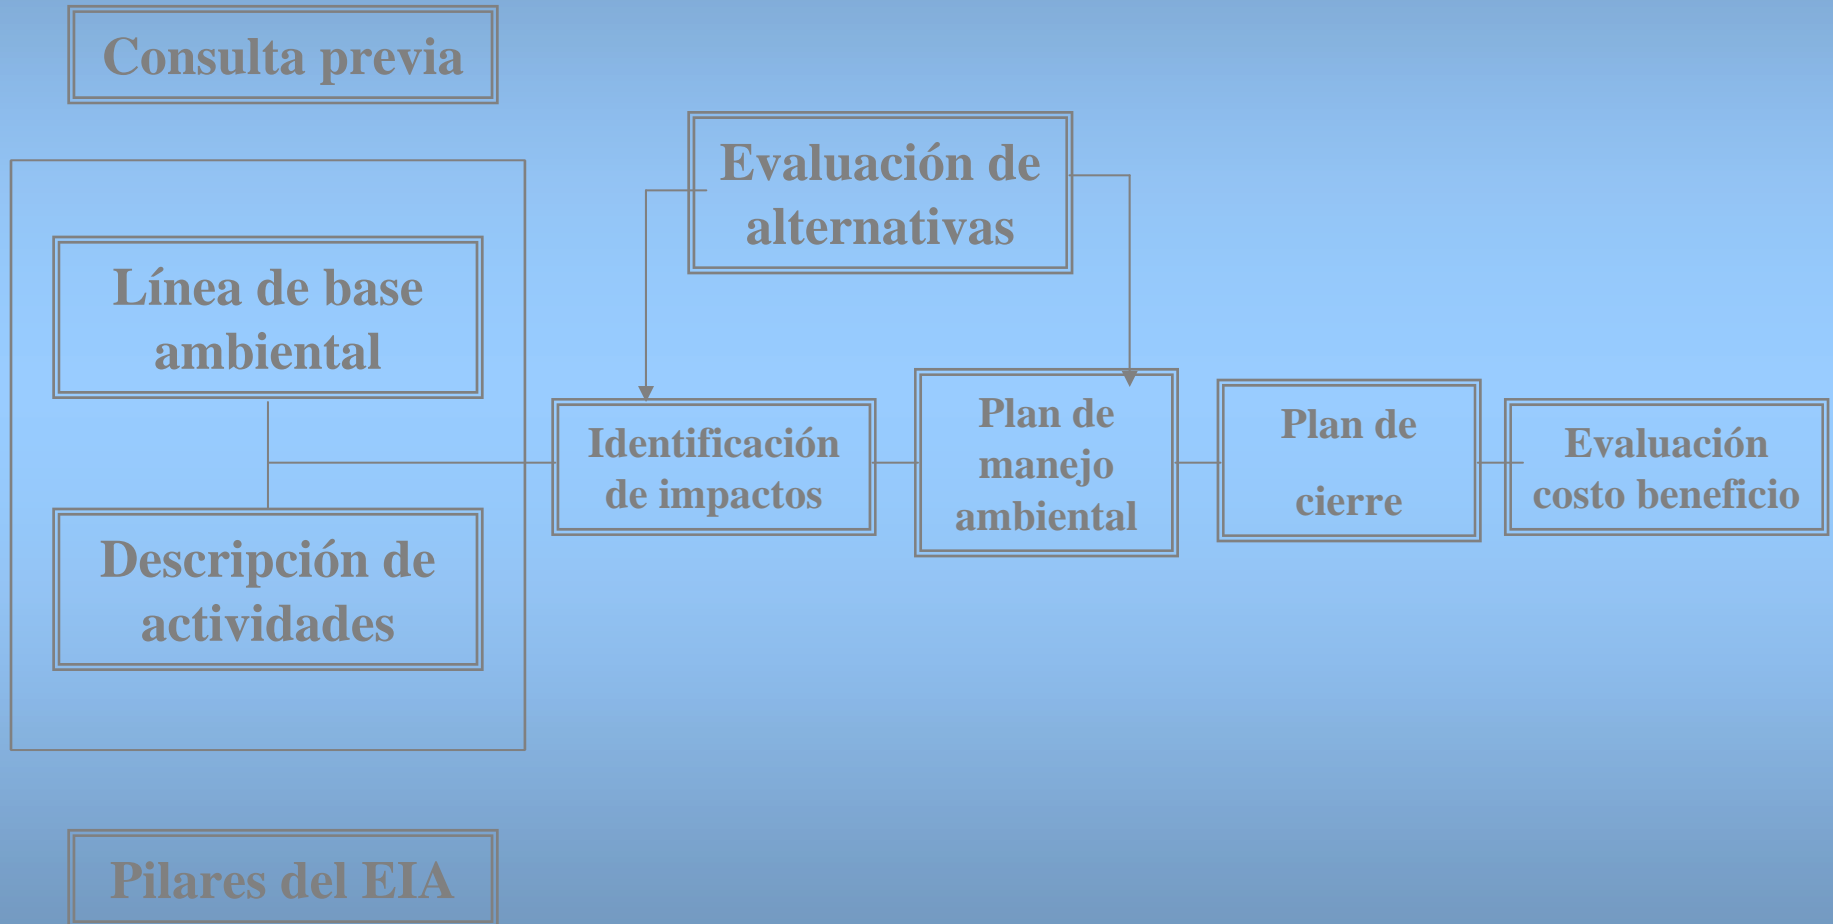 Consulta previa
Evaluación de
alternativas
Línea de base
ambiental
Descripción de
actividades
Identificación
de impactos
Plan de
manejo
ambiental
Plan de
cierre
Evaluación
costo beneficio
Pilares del EIA